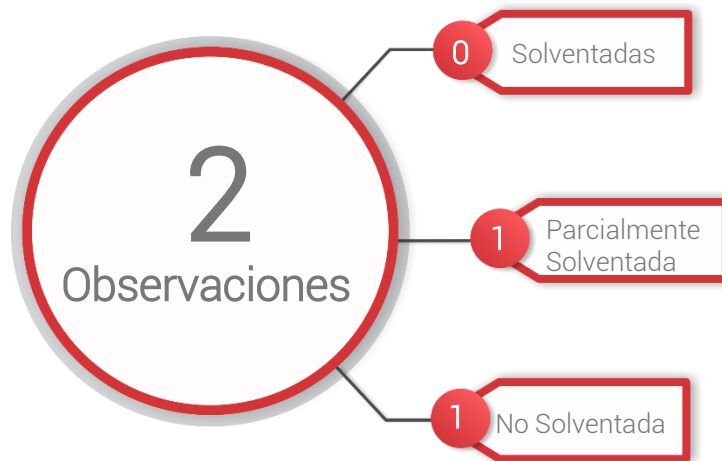 2
Observaciones
0
Solventadas
1
Parcialmente
Solventada
1
No Solventada